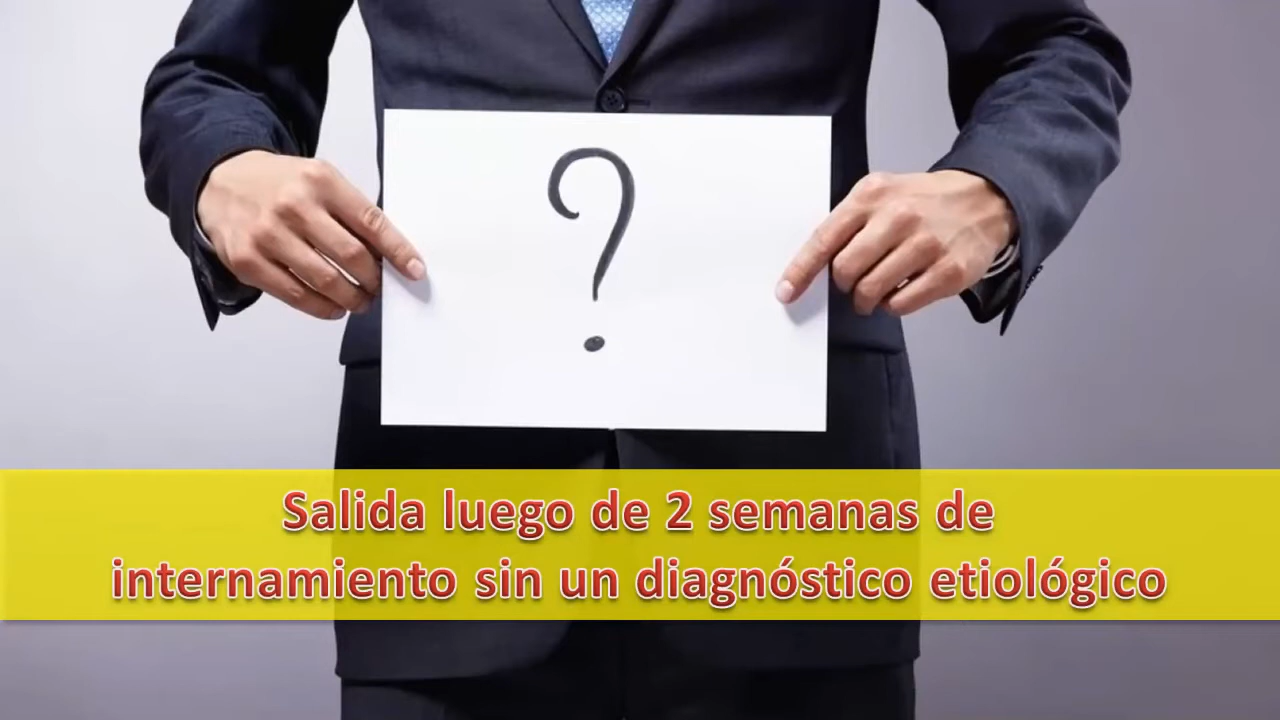 ?
Salida luego de 2 semanas de
internamiento sin un diagnóstico etiológico